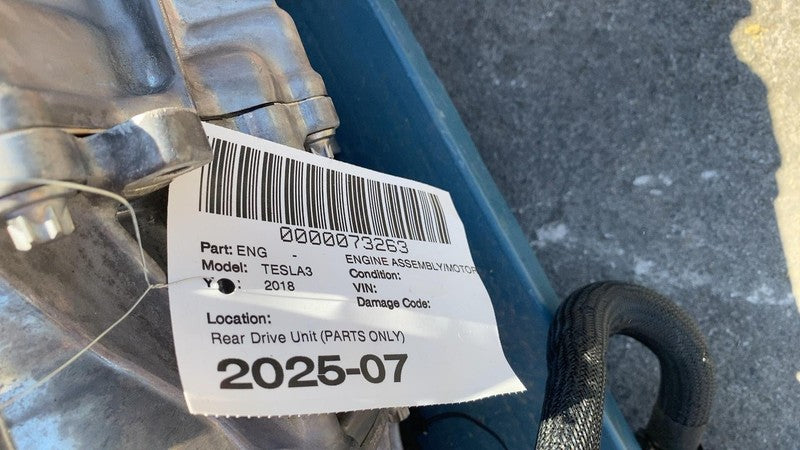 0000073263
Part: ENG - ENGINE ASSEMBLY/MOTOR
Model: TESLA3 Condition:
2018 VIN:
Damage Code:
Location:
Rear Drive Unit (PARTS ONLY)
2025-07